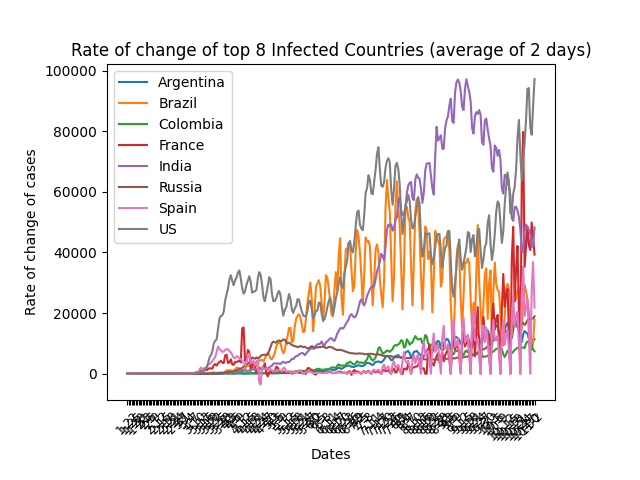 Rate of change of top 8 Infected Countries (average of 2 days)
100000
80000
60000
40000
20000
0
Rate of change of cases
Argentina
Brazil
Colombia
France
India
Russia
Spain
US
Dates